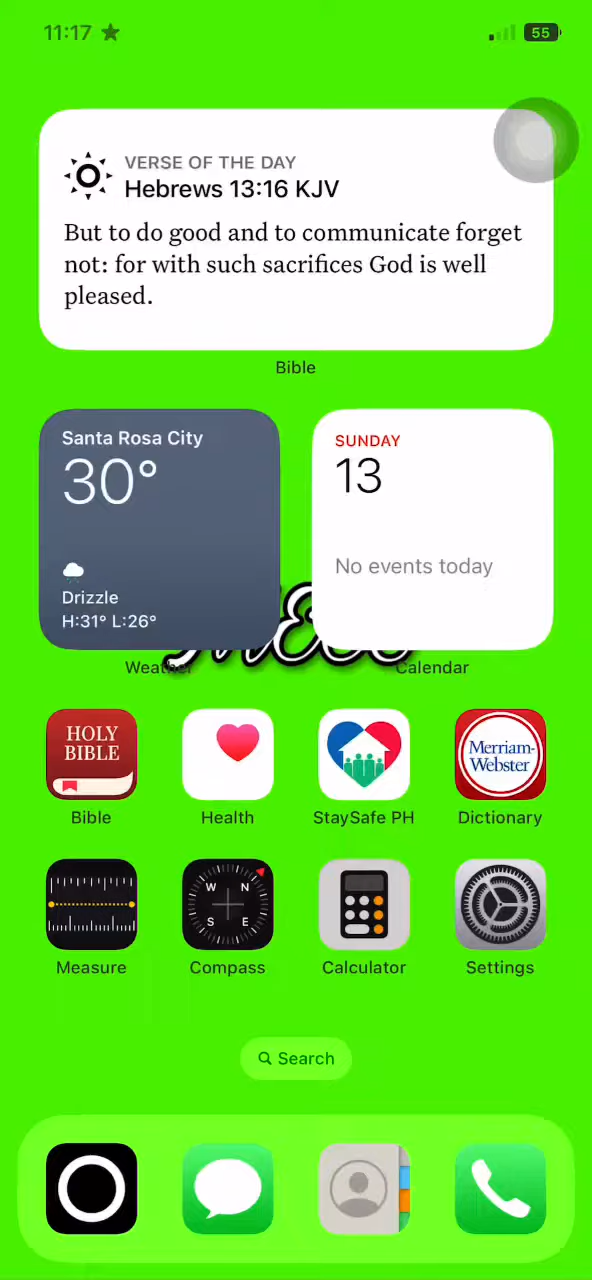 11:17
55
VERSE OF THE DAY
Hebrews 13:16 KJV
But to do good and to communicate forget
not: for with such sacrifices God is well
pleased.
Bible
Santa Rosa City
30°
Drizzle
H:31° L:26°
Weather
SUNDAY
13
No events today
Calendar
HOLY
BIBLE
Bible
Health
StaySafe PH
Merriam-
Webster
Dictionary
Measure
W N
S E
Compass
Calculator
Settings
Search